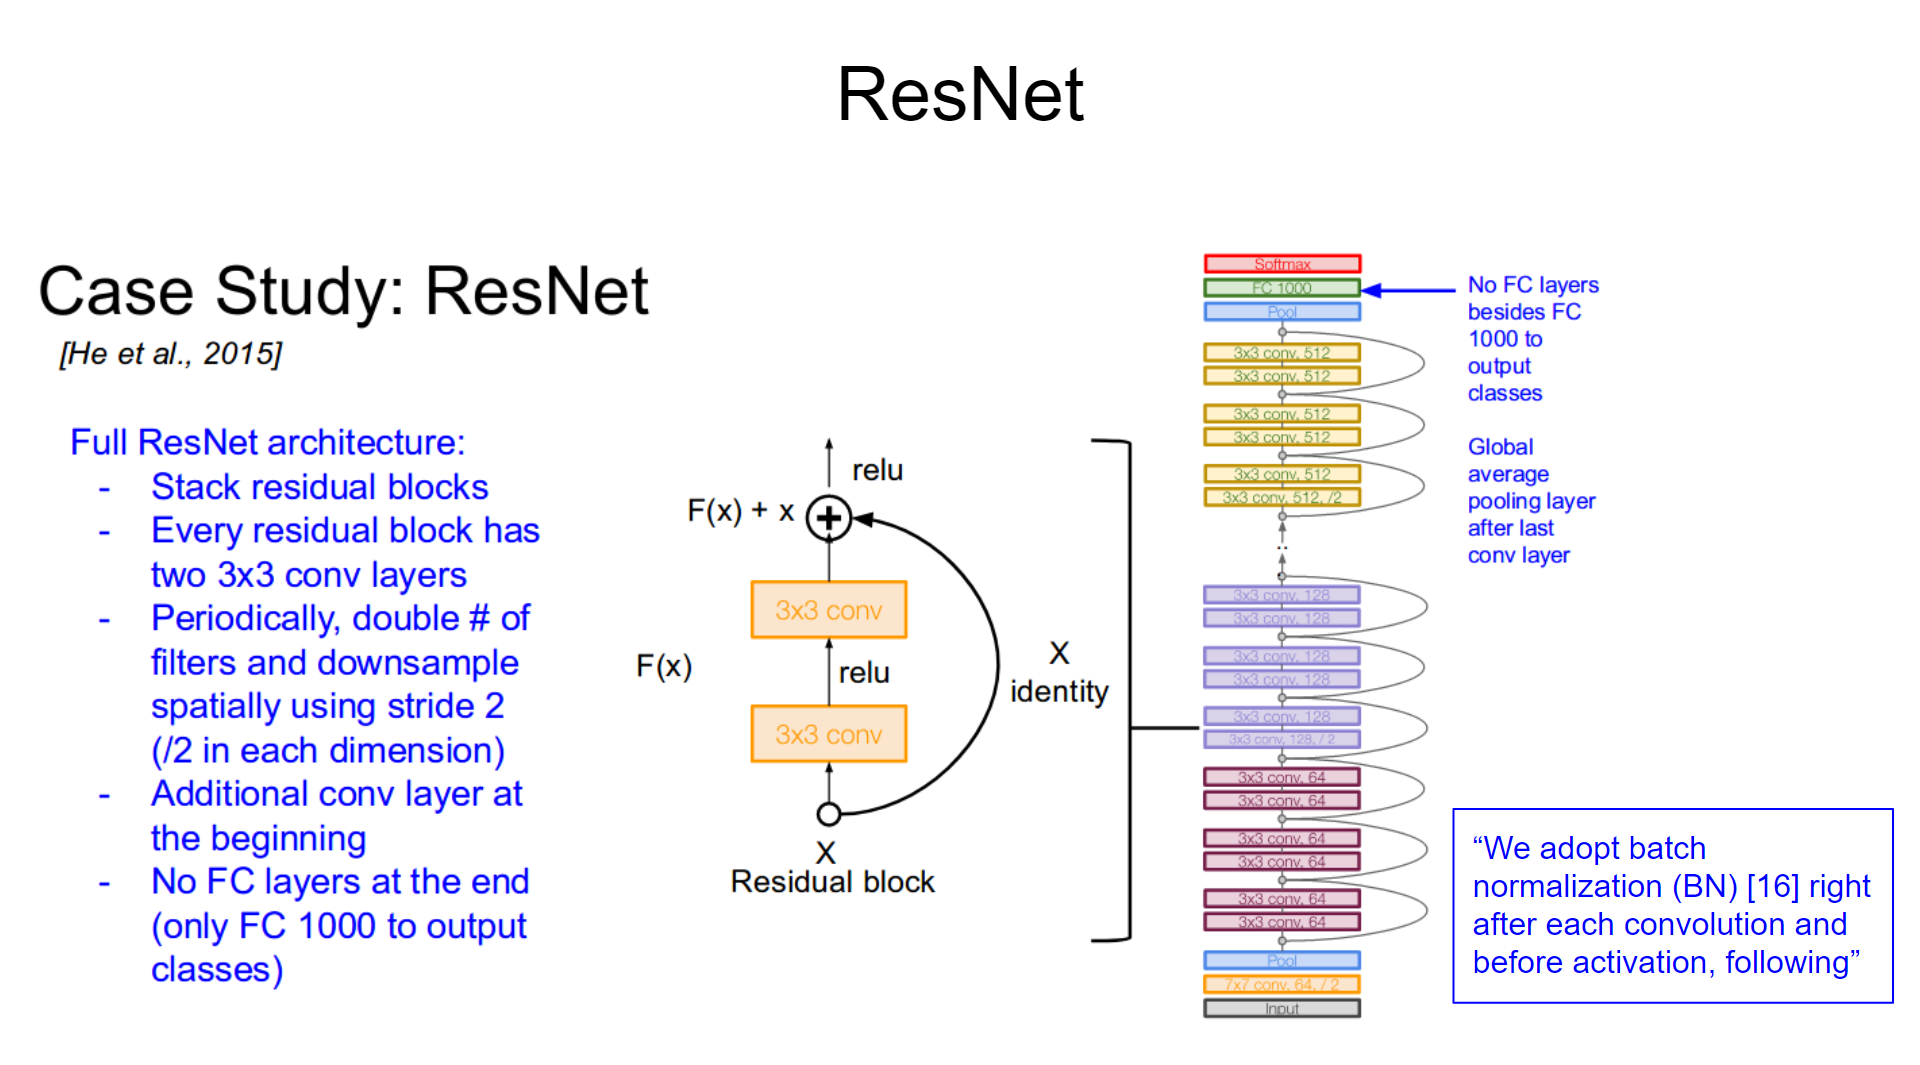 ResNet
Case Study: ResNet
[He et al., 2015]
Full ResNet architecture:
- Stack residual blocks
- Every residual block has
two 3x3 conv layers
- Periodically, double # of
filters and downsample
spatially using stride 2
(/2 in each dimension)
- Additional conv layer at
the beginning
- No FC layers at the end
(only FC 1000 to output
classes)
relu
F(x) + x
3x3 conv
F(x)
relu
X
identity
3x3 conv
X
Residual block
Softmax
FC 1000
Pool
3x3 conv, 512
3x3 conv, 512
3x3 conv, 512
3x3 conv, 512
3x3 conv, 512
3x3 conv, 512, /2
..
3x3 conv, 128
3x3 conv, 128
3x3 conv, 128
3x3 conv, 128
3x3 conv, 128
3x3 conv, 128, / 2
3x3 conv, 64
3x3 conv, 64
3x3 conv, 64
3x3 conv, 64
3x3 conv, 64
3x3 conv, 64
Pool
7x7 conv, 64, / 2
Input
No FC layers
besides FC
1000 to
output
classes
Global
average
pooling layer
after last
conv layer
“We adopt batch
normalization (BN) [16] right
after each convolution and
before activation, following”